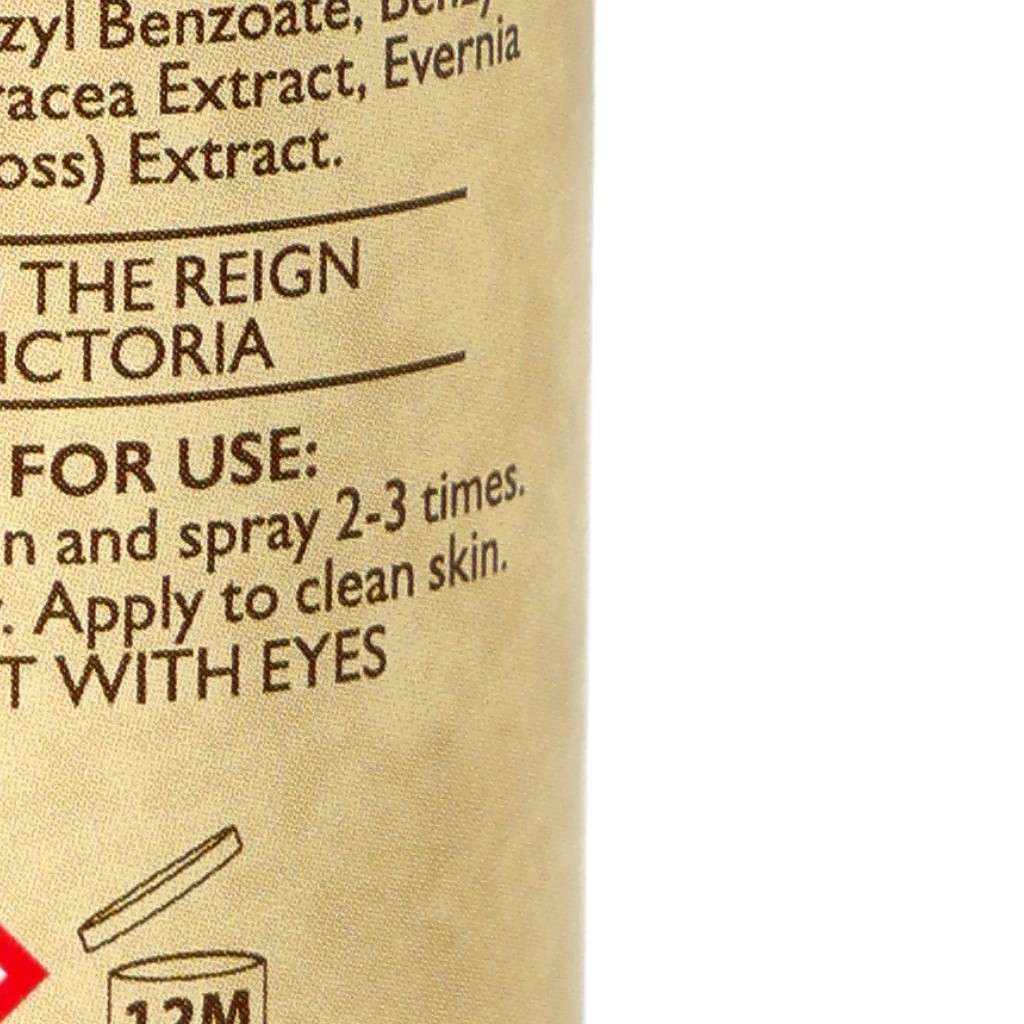 zyl Benzoate, Benzy
racea Extract, Evernia
oss) Extract.
THE REIGN
ICTORIA
FOR USE:
n and spray 2-3 times.
. Apply to clean skin.
T WITH EYES
12M